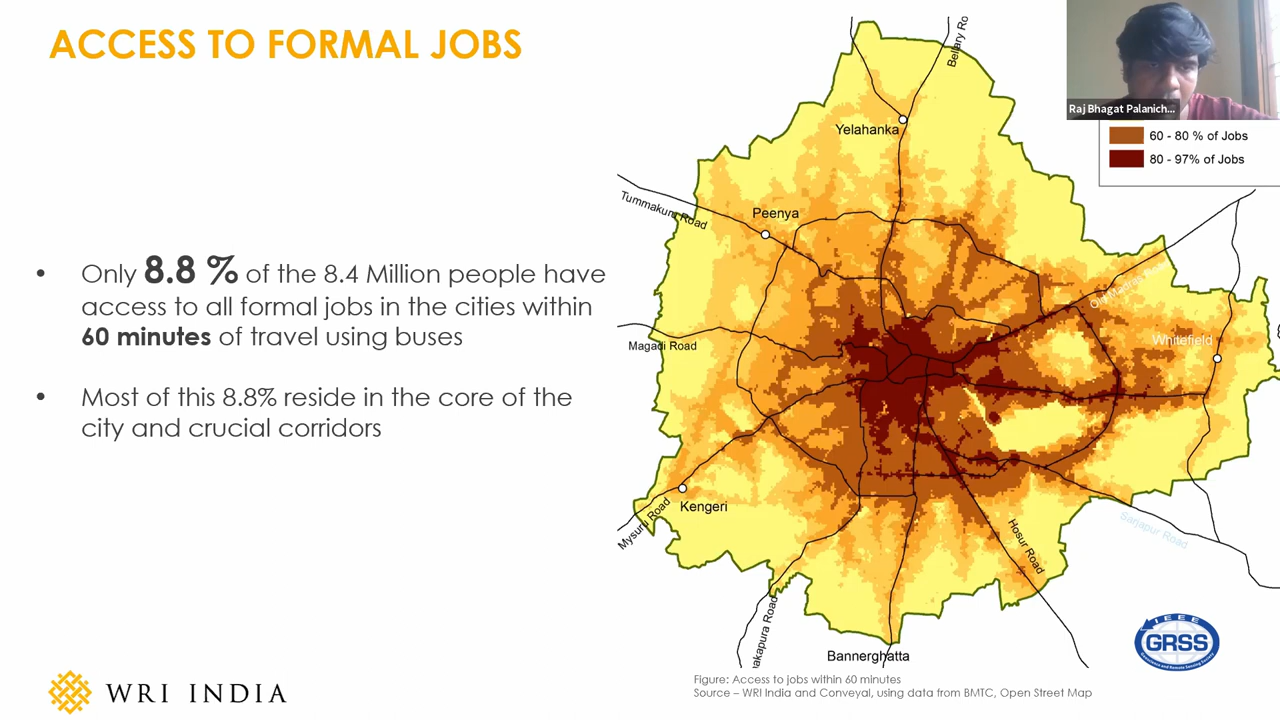 ACCESS TO FORMAL JOBS
• Only 8.8 % of the 8.4 Million people have
access to all formal jobs in the cities within
60 minutes of travel using buses
• Most of this 8.8% reside in the core of the
city and crucial corridors
WRI INDIA
Bellary Ro
Yelahanka
Tummakuru Road
Peenya
Old Madras Road
Magadi Road
Whitefield
Kengeri
Mysuru Road
Hosur Road
Sarjapur Road
akapura Road
Bannerghatta
Raj Bhagat Palanich...
60 - 80 % of Jobs
80 - 97% of Jobs
IEEE
GRSS
Figure: Access to jobs within 60 minutes
Source – WRI India and Conveyal, using data from BMTC, Open Street Map